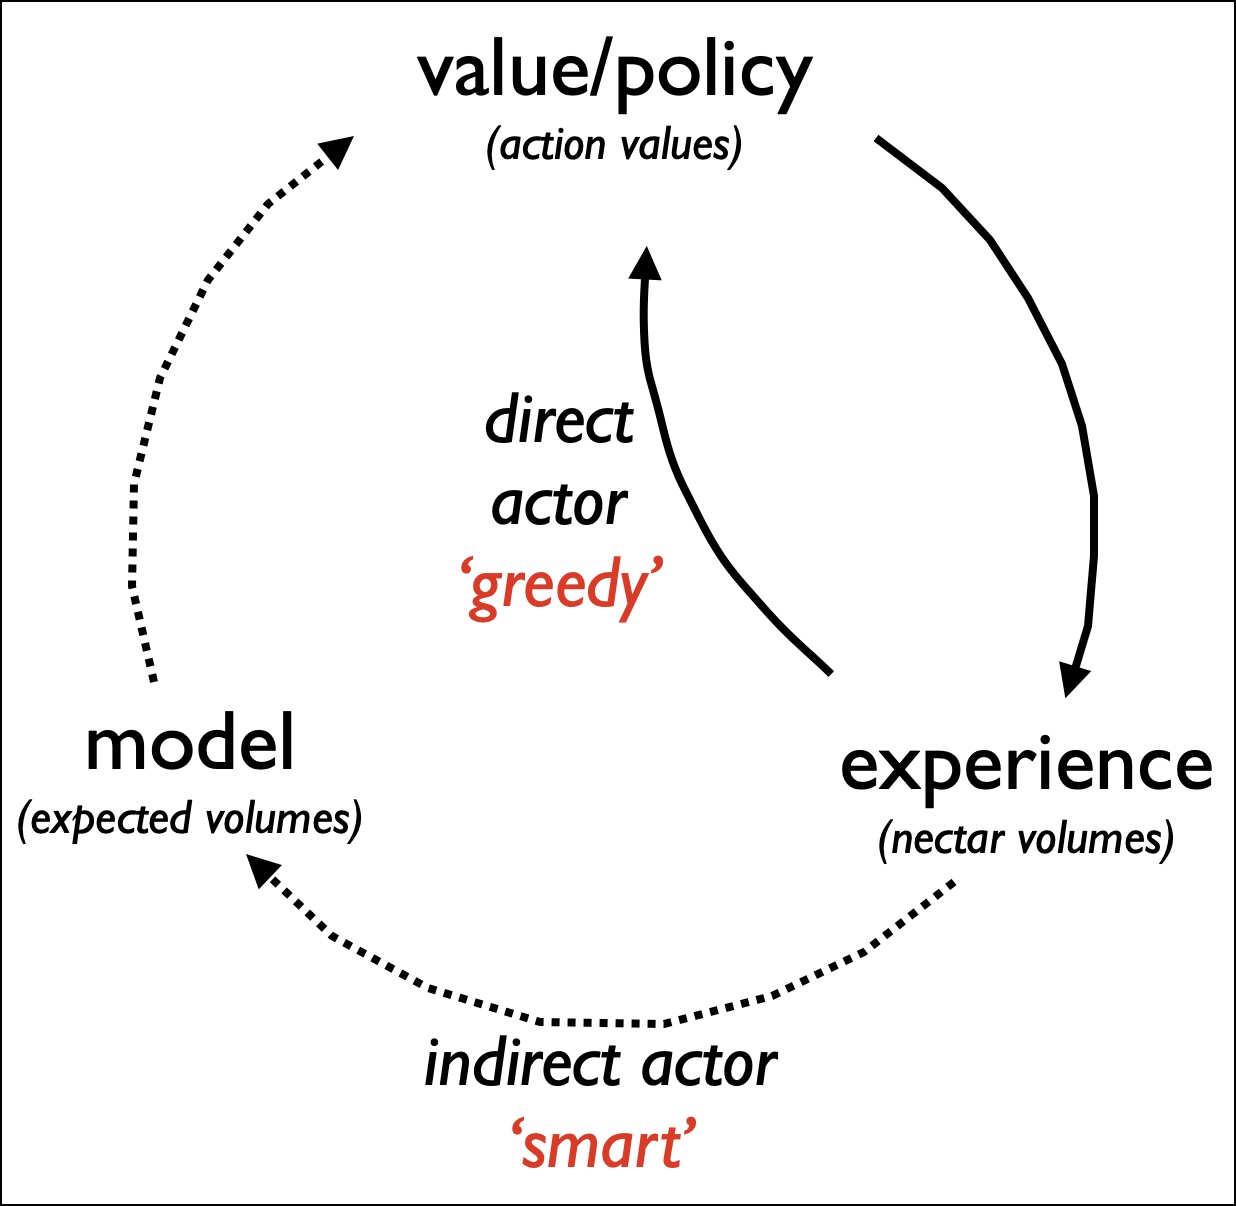 value/policy
(action values)
direct
actor
‘greedy’
model
(expected volumes)
experience
(nectar volumes)
indirect actor
‘smart’